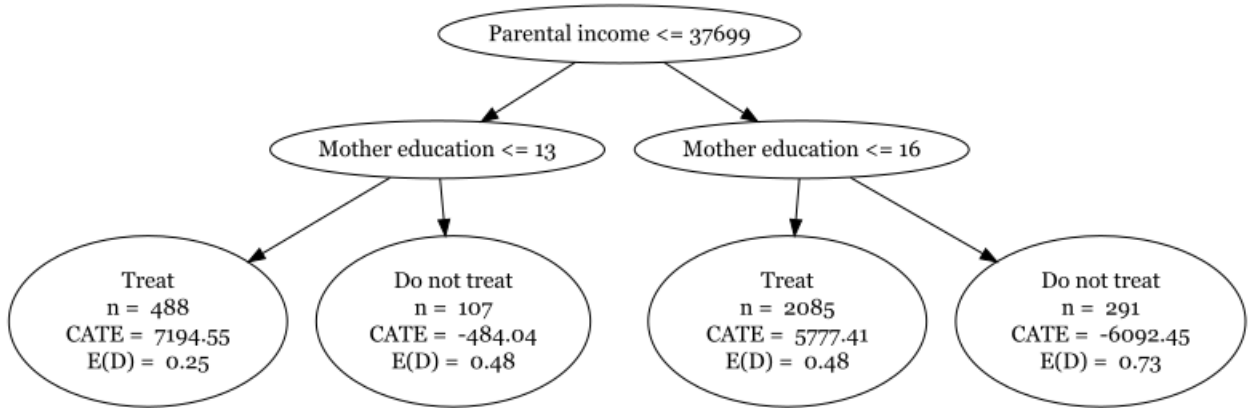 Parental income <= 37699
Mother education <= 13
Mother education <= 16
Treat
n = 488
CATE = 7194.55
E(D) = 0.25
Do not treat
n = 107
CATE = -484.04
E(D) = 0.48
Treat
n = 2085
CATE = 5777.41
E(D) = 0.48
Do not treat
n = 291
CATE = -6092.45
E(D) = 0.73